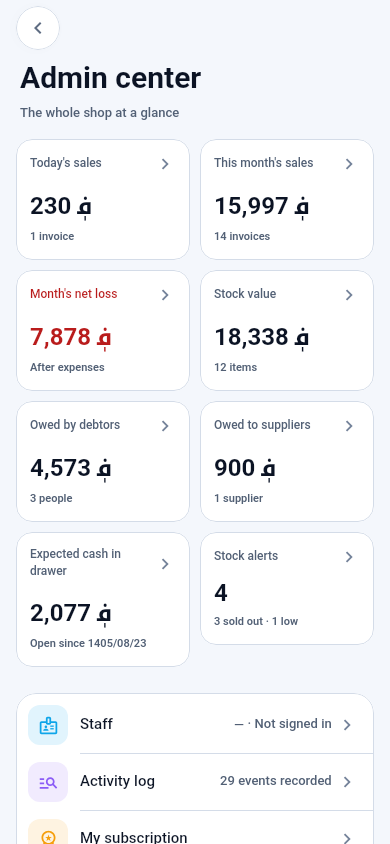 Admin center
The whole shop at a glance
Today's sales
230 ؋
1 invoice
This month's sales
15,997 ؋
14 invoices
Month's net loss
7,878 ؋
After expenses
Stock value
18,338 ؋
12 items
Owed by debtors
4,573 ؋
3 people
Owed to suppliers
900 ؋
1 supplier
Expected cash in
drawer
2,077 ؋
Open since 1405/08/23
Stock alerts
4
3 sold out · 1 low
Staff
— · Not signed in
Activity log
29 events recorded
My subscription